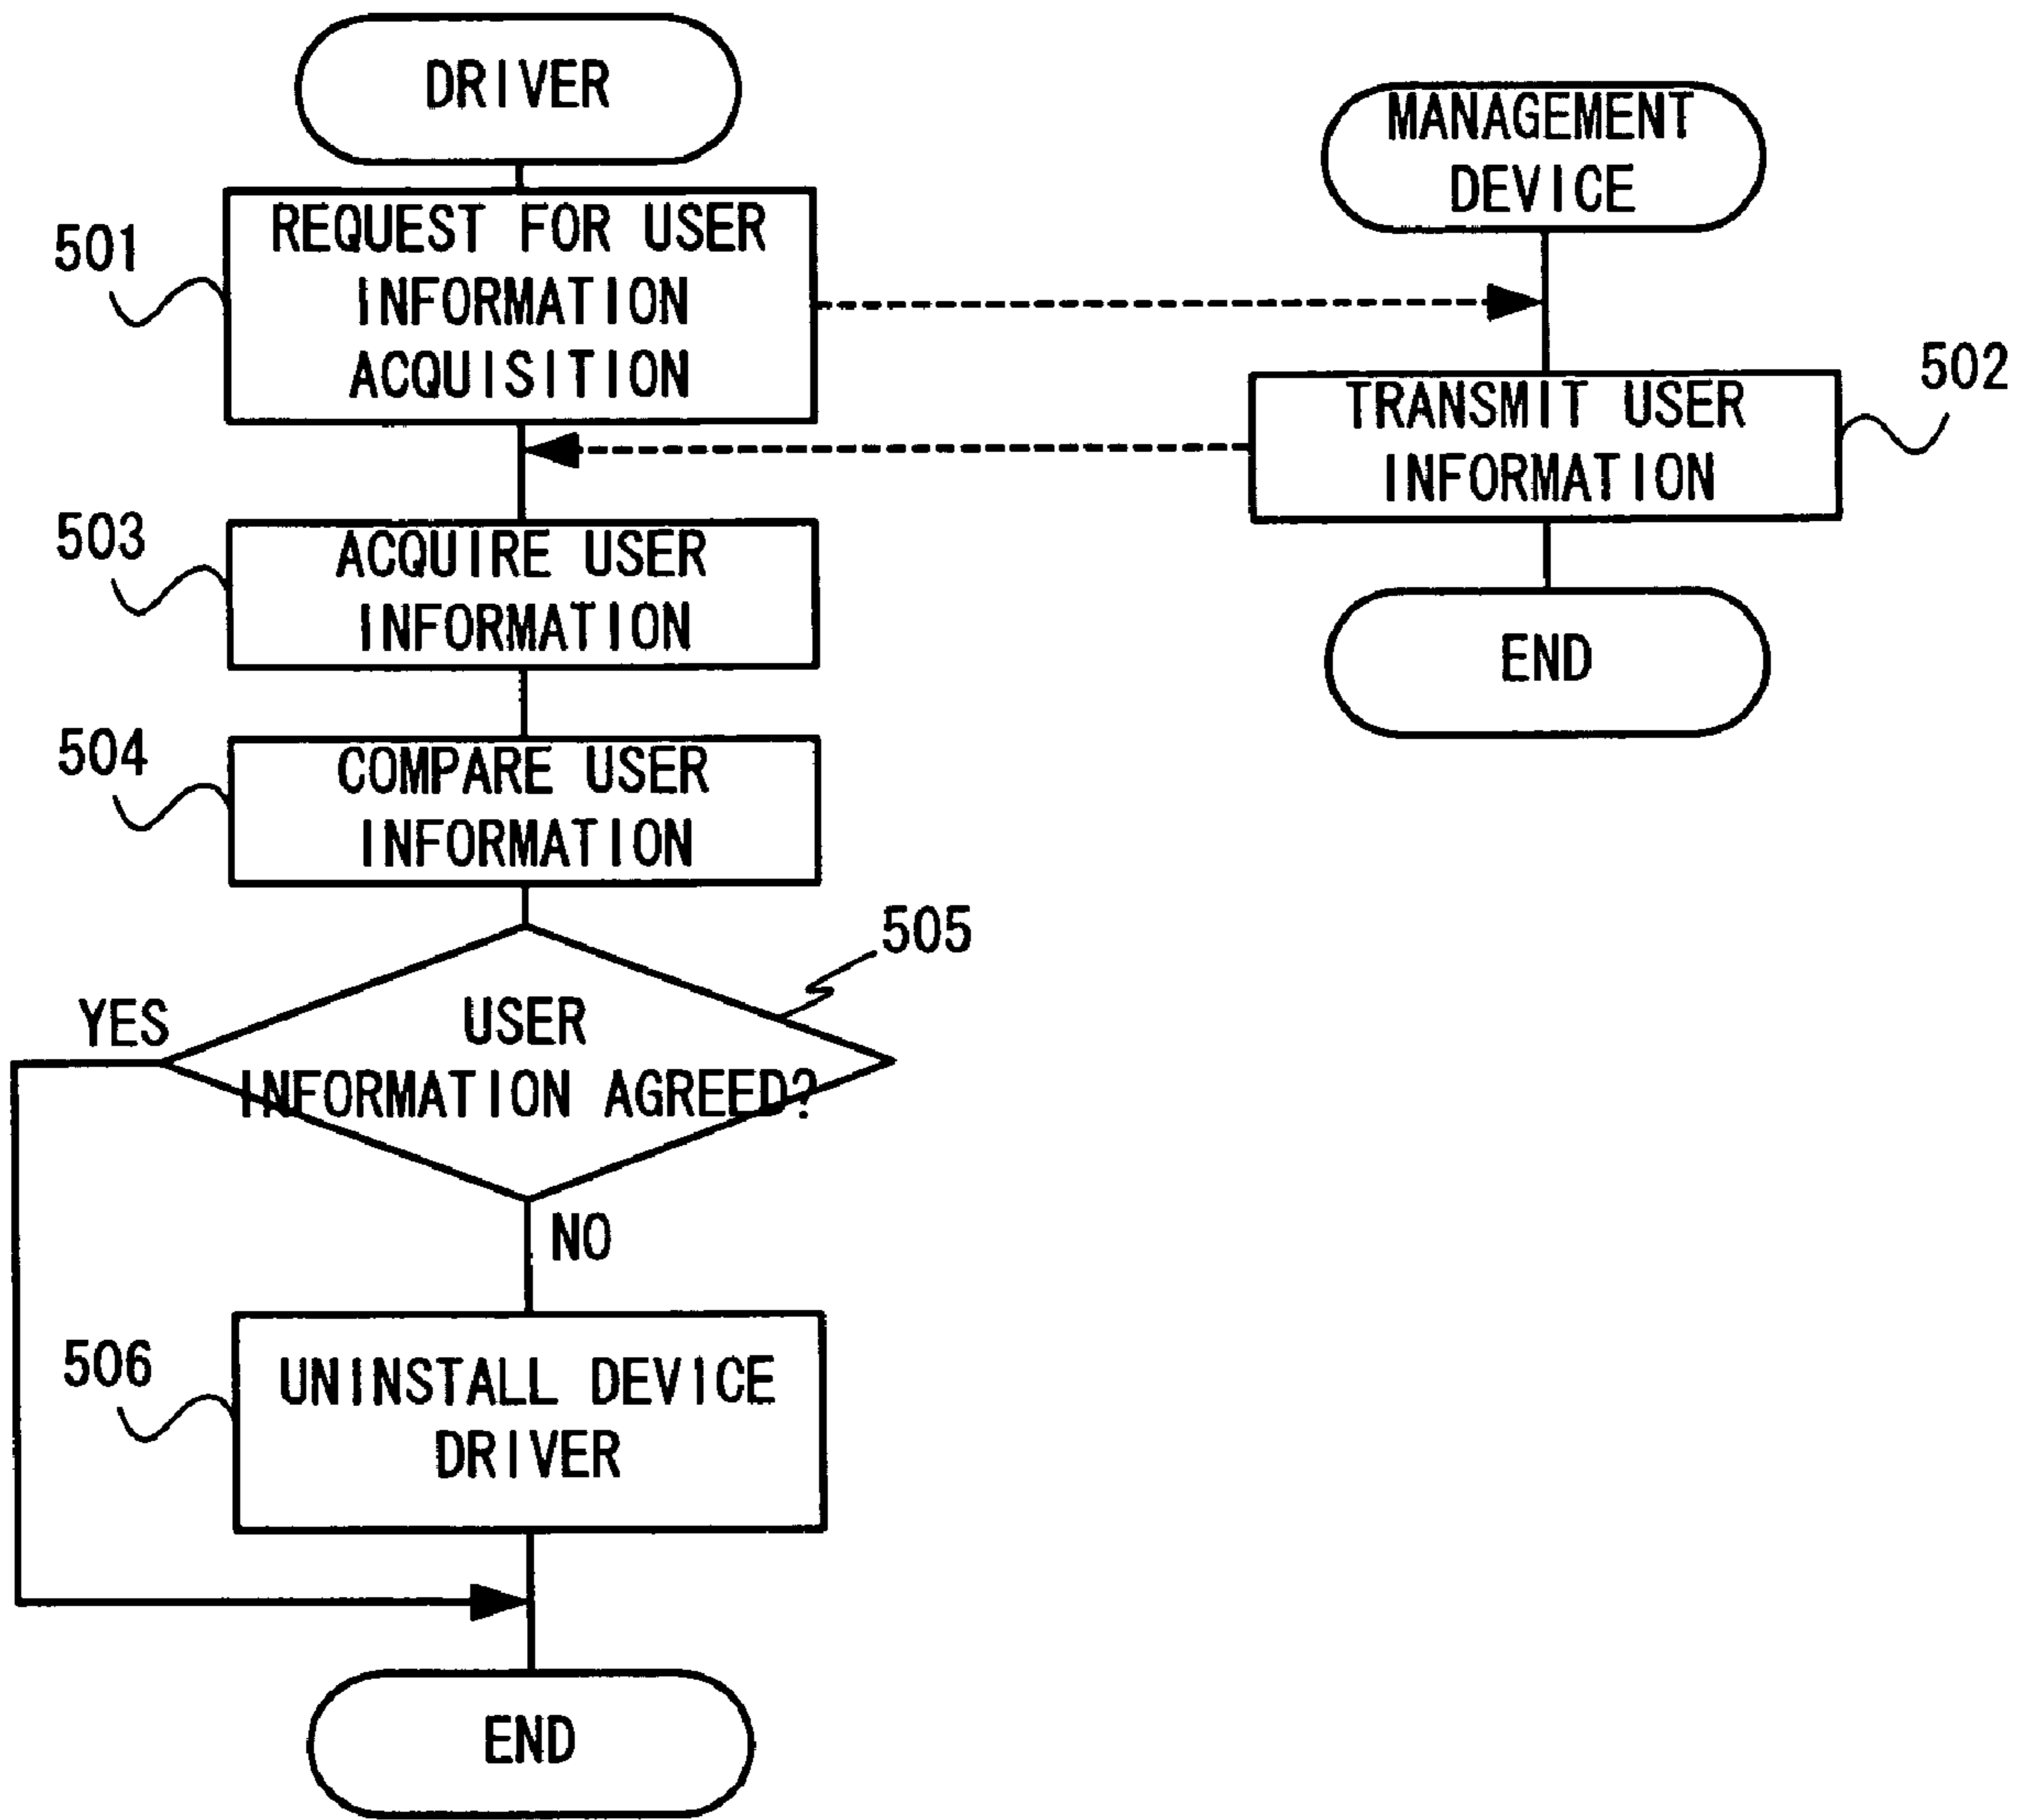 DRIVER
MANAGEMENT
DEVICE
501
REQUEST FOR USER
INFORMATION
ACQUISITION
502
TRANSMIT USER
INFORMATION
503
ACQUIRE USER
INFORMATION
END
504
COMPARE USER
INFORMATION
505
YES
USER
INFORMATION AGREED?
NO
506
UNINSTALL DEVICE
DRIVER
END